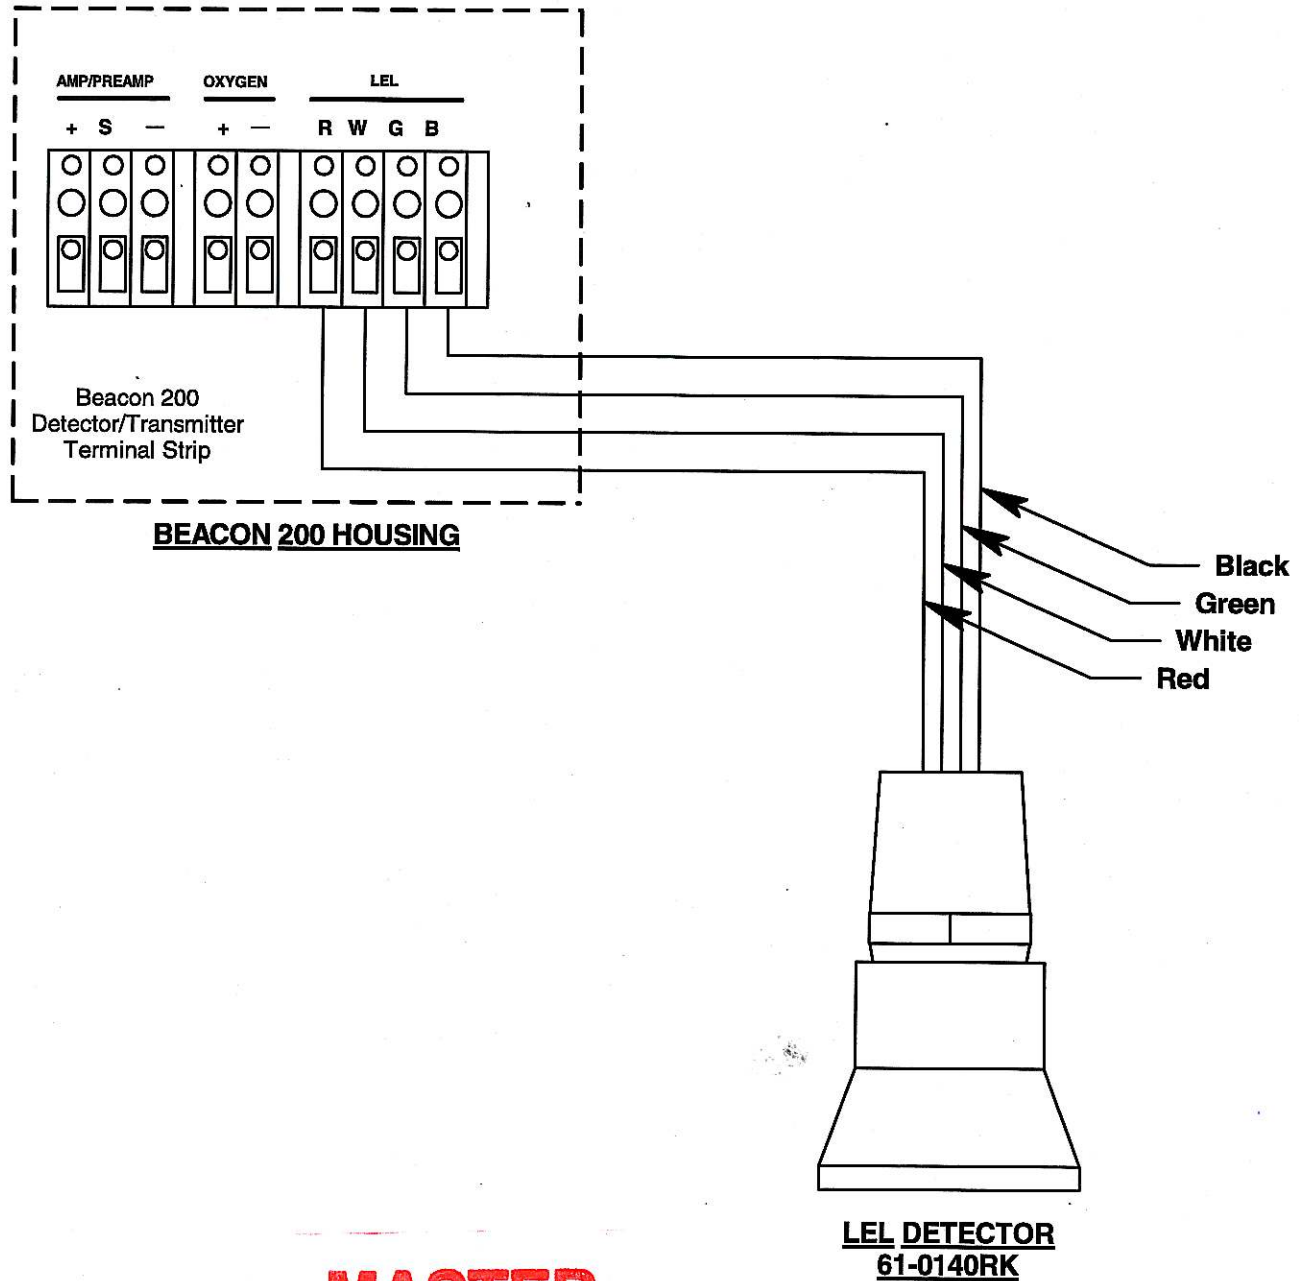 AMP/PREAMP OXYGEN LEL
+ S — + — R W G B
Beacon 200
Detector/Transmitter
Terminal Strip
BEACON 200 HOUSING
Black
Green
White
Red
LEL DETECTOR
61-0140RK
MASTER